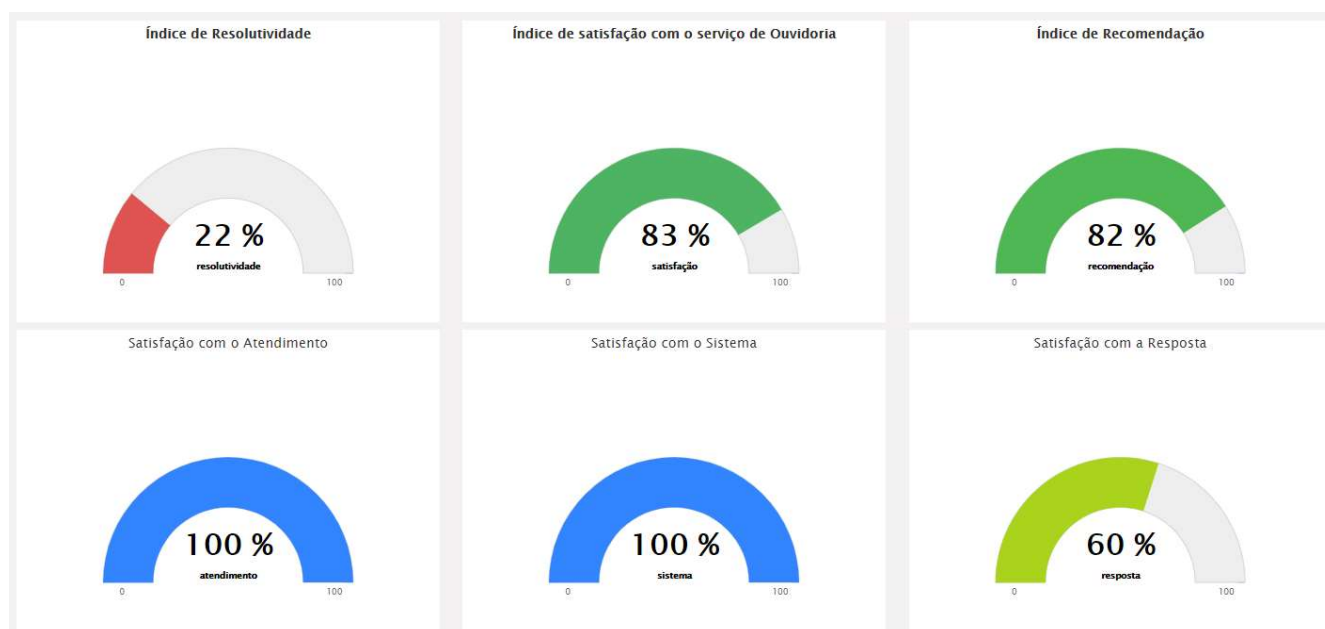 Índice de Resolutividade
22 %
resolutividade
0 100
Índice de satisfação com o serviço de Ouvidoria
83 %
satisfação
0 100
Índice de Recomendação
82 %
recomendação
0 100
Satisfação com o Atendimento
100 %
atendimento
0 100
Satisfação com o Sistema
100 %
sistema
0 100
Satisfação com a Resposta
60 %
resposta
0 100